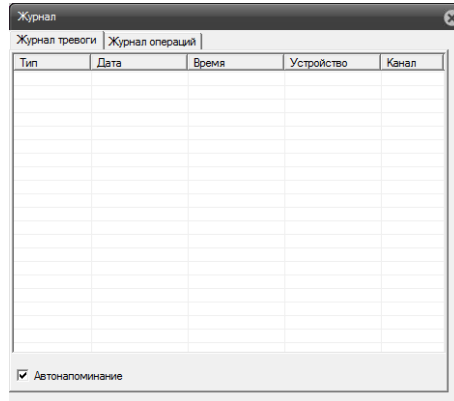 Журнал
Журнал тревоги Журнал операций
Тип Дата Время Устройство Канал
Автонапоминание